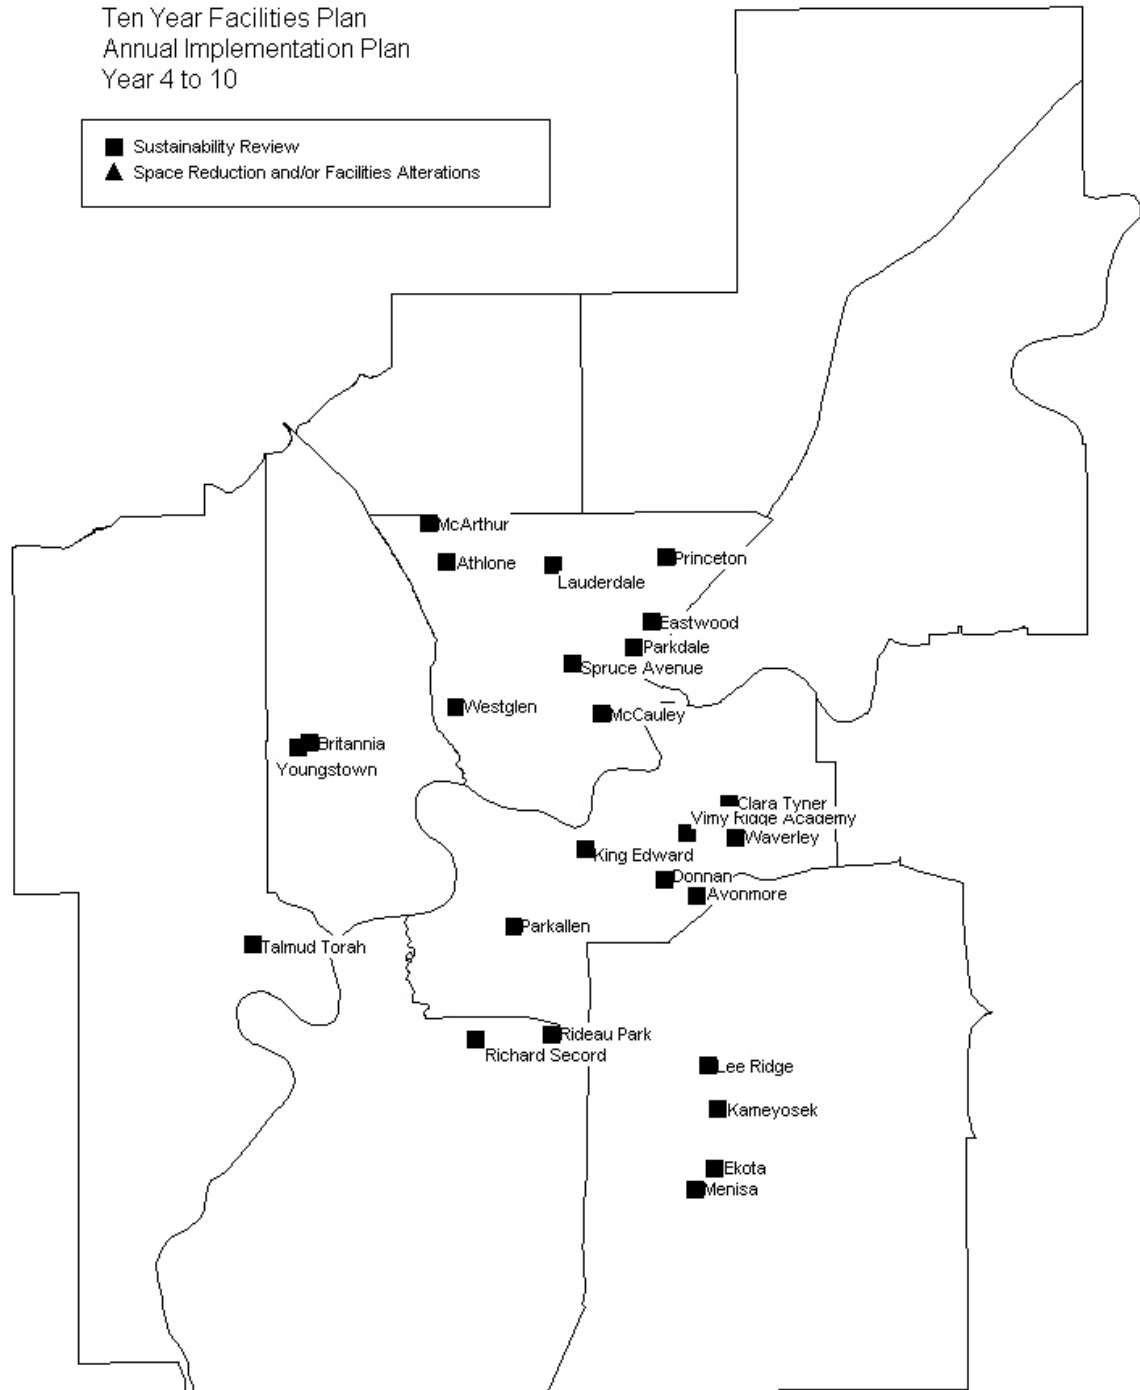 Ten Year Facilities Plan
Annual Implementation Plan
Year 4 to 10
Sustainability Review
Space Reduction and/or Facilities Alterations
McArthur
Athlone
Lauderdale
Princeton
Eastwood
Parkdale
Spruce Avenue
Westglen
McCauley
Britannia
Youngstown
Clara Tyner
Vimy Ridge Academy
Waverley
King Edward
Donnan
Avonmore
Parkallen
Talmud Torah
Rideau Park
Richard Secord
Lee Ridge
Kameyosek
Ekota
Menisa